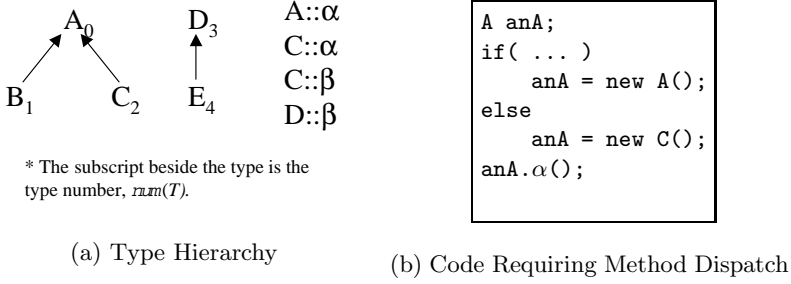 A₀ D₃ A::α
C::α
B₁ C₂ E₄ C::β
D::β
* The subscript beside the type is the
type number, num(T).
(a) Type Hierarchy
A anA;
if( ... )
anA = new A();
else
anA = new C();
anA.α();
(b) Code Requiring Method Dispatch